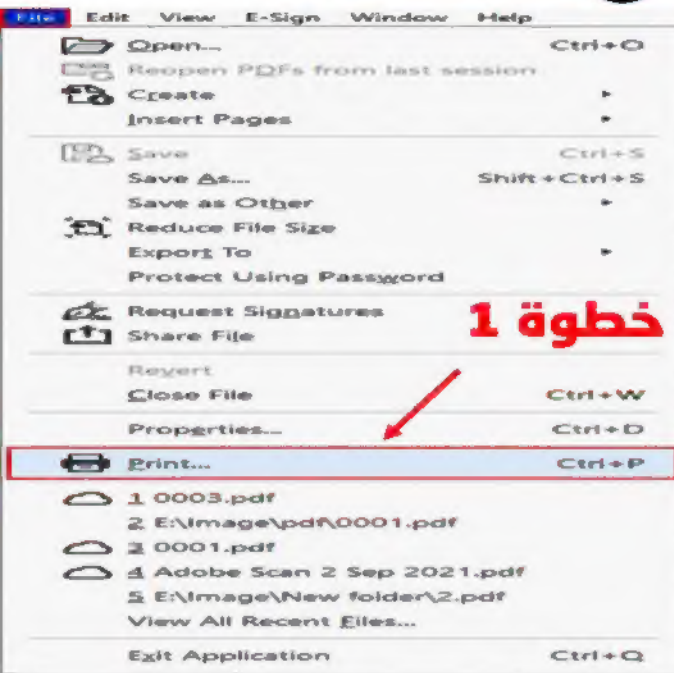 File Edit View E-Sign Window Help
Open... Ctrl+O
Reopen PDFs from last session
Create
Insert Pages
Save Ctrl+S
Save As... Shift+Ctrl+S
Save as Other
Reduce File Size
Export To
Protect Using Password
Request Signatures
Share File
خطوة 1
Revert
Close File Ctrl+W
Properties... Ctrl+D
Print... Ctrl+P
1 0003.pdf
2 E:\Image\pdf\0001.pdf
3 0001.pdf
4 Adobe Scan 2 Sep 2021.pdf
5 E:\Image\New folder\2.pdf
View All Recent Files...
Exit Application Ctrl+Q